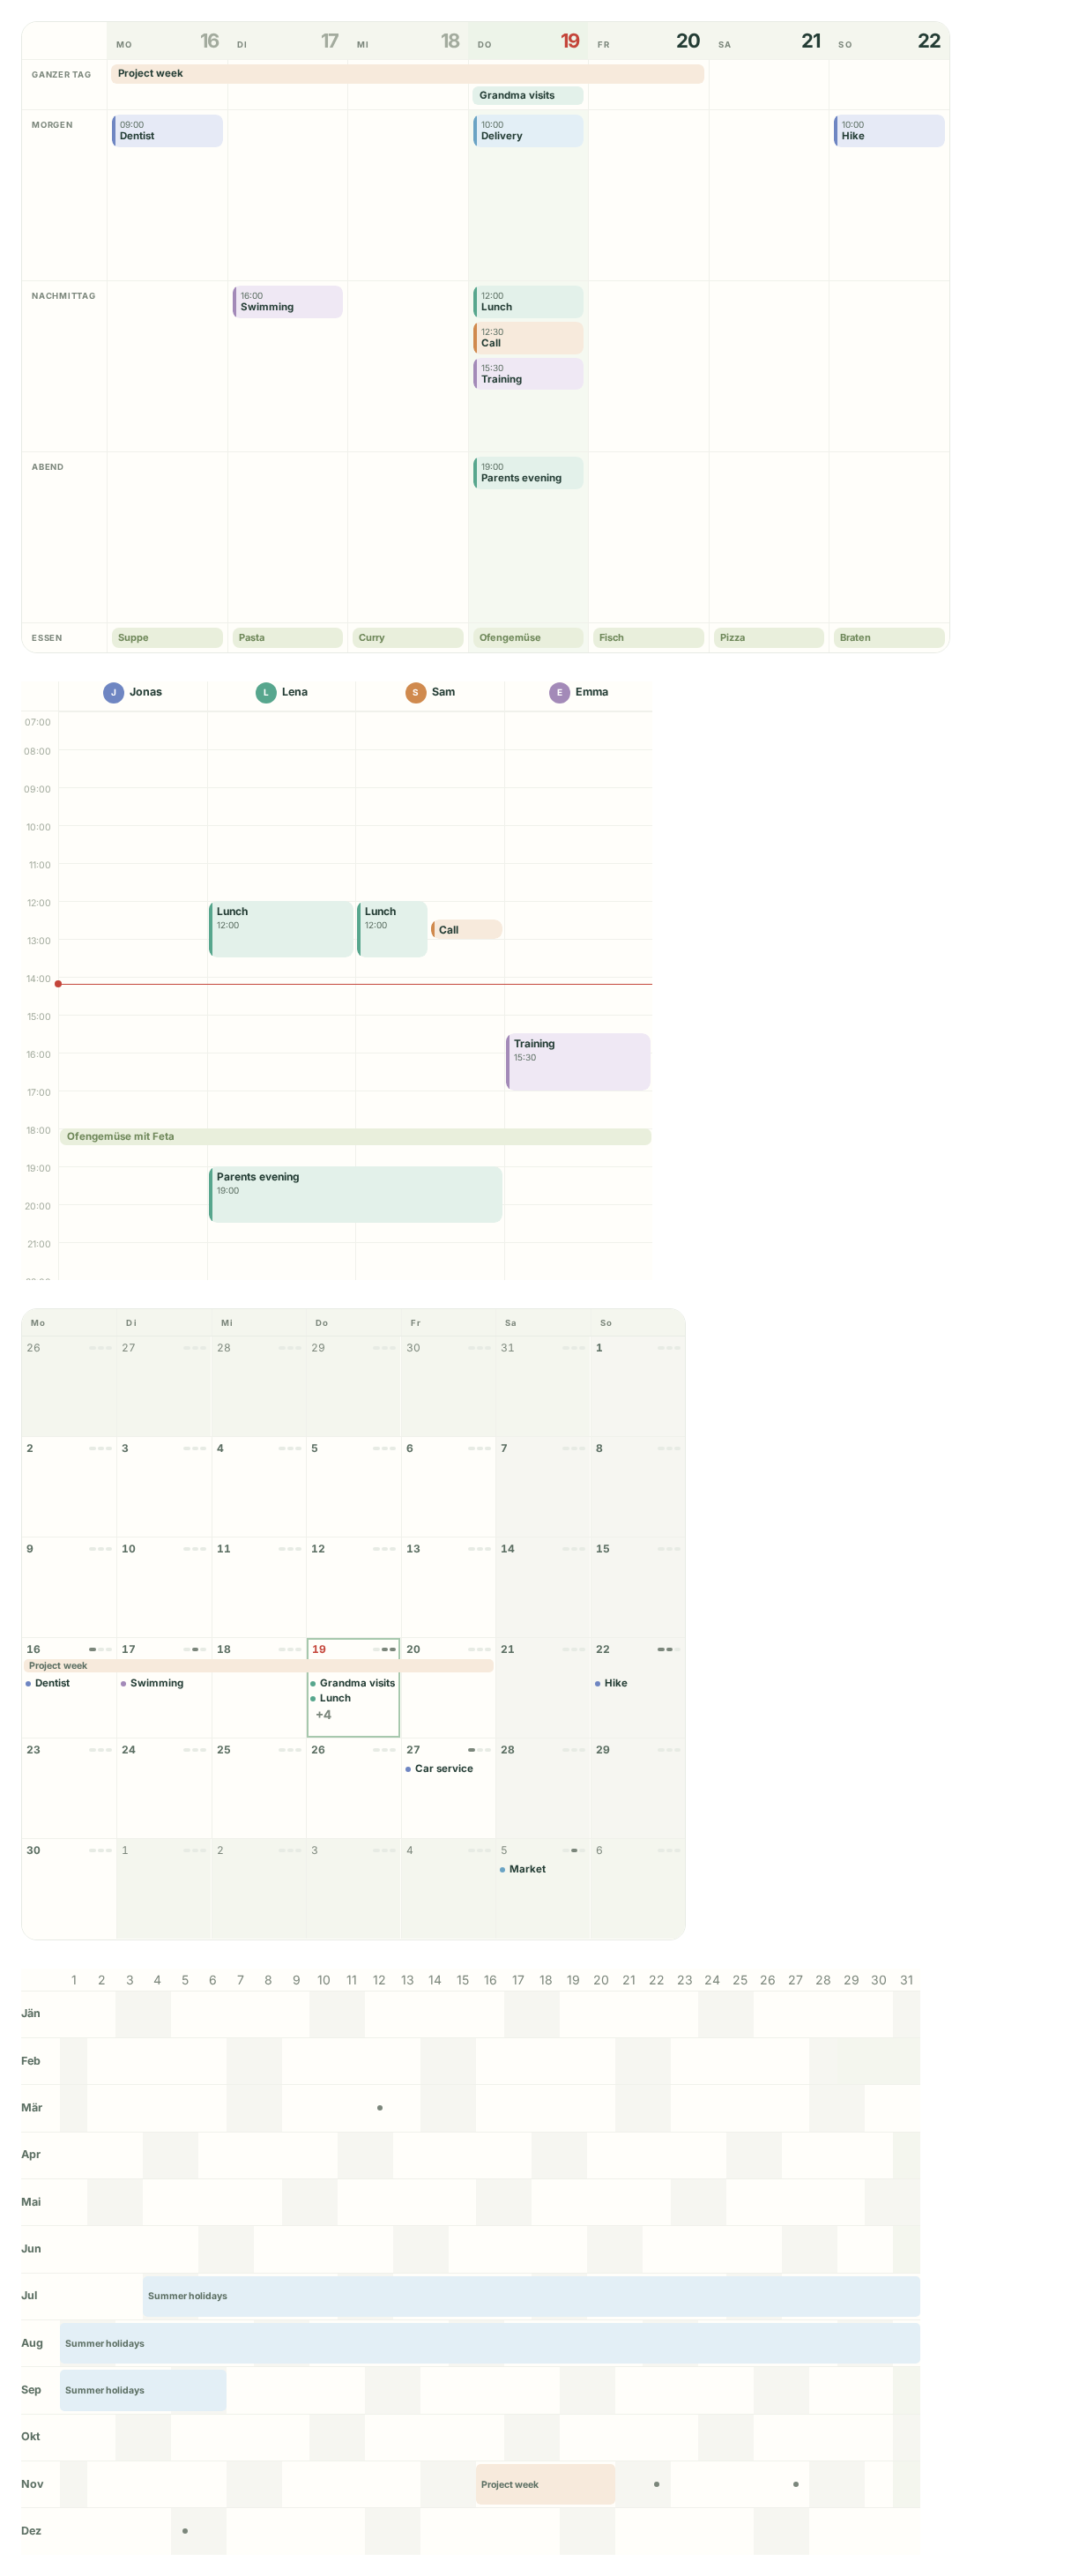 MO 16 DI 17 MI 18 DO 19 FR 20 SA 21 SO 22
GANZER TAG Project week
Grandma visits
MORGEN
09:00 10:00 10:00
Dentist Delivery Hike
NACHMITTAG
16:00 12:00
Swimming Lunch
12:30
Call
15:30
Training
ABEND
19:00
Parents evening
ESSEN Suppe Pasta Curry Ofengemüse Fisch Pizza Braten
J Jonas L Lena S Sam E Emma
07:00
08:00
09:00
10:00
11:00
12:00
Lunch Lunch
12:00 12:00
Call
13:00
14:00
15:00
Training
16:00
15:30
17:00
18:00
Ofengemüse mit Feta
19:00
Parents evening
19:00
20:00
21:00
Mo Di Mi Do Fr Sa So
26 27 28 29 30 31 1
2 3 4 5 6 7 8
9 10 11 12 13 14 15
16 17 18 19 20 21 22
Project week
Dentist Swimming Grandma visits Hike
Lunch
+4
23 24 25 26 27 28 29
Car service
30 1 2 3 4 5 6
Market
1 2 3 4 5 6 7 8 9 10 11 12 13 14 15 16 17 18 19 20 21 22 23 24 25 26 27 28 29 30 31
Jän
Feb
Mär
Apr
Mai
Jun
Jul Summer holidays
Aug Summer holidays
Sep Summer holidays
Okt
Nov Project week
Dez